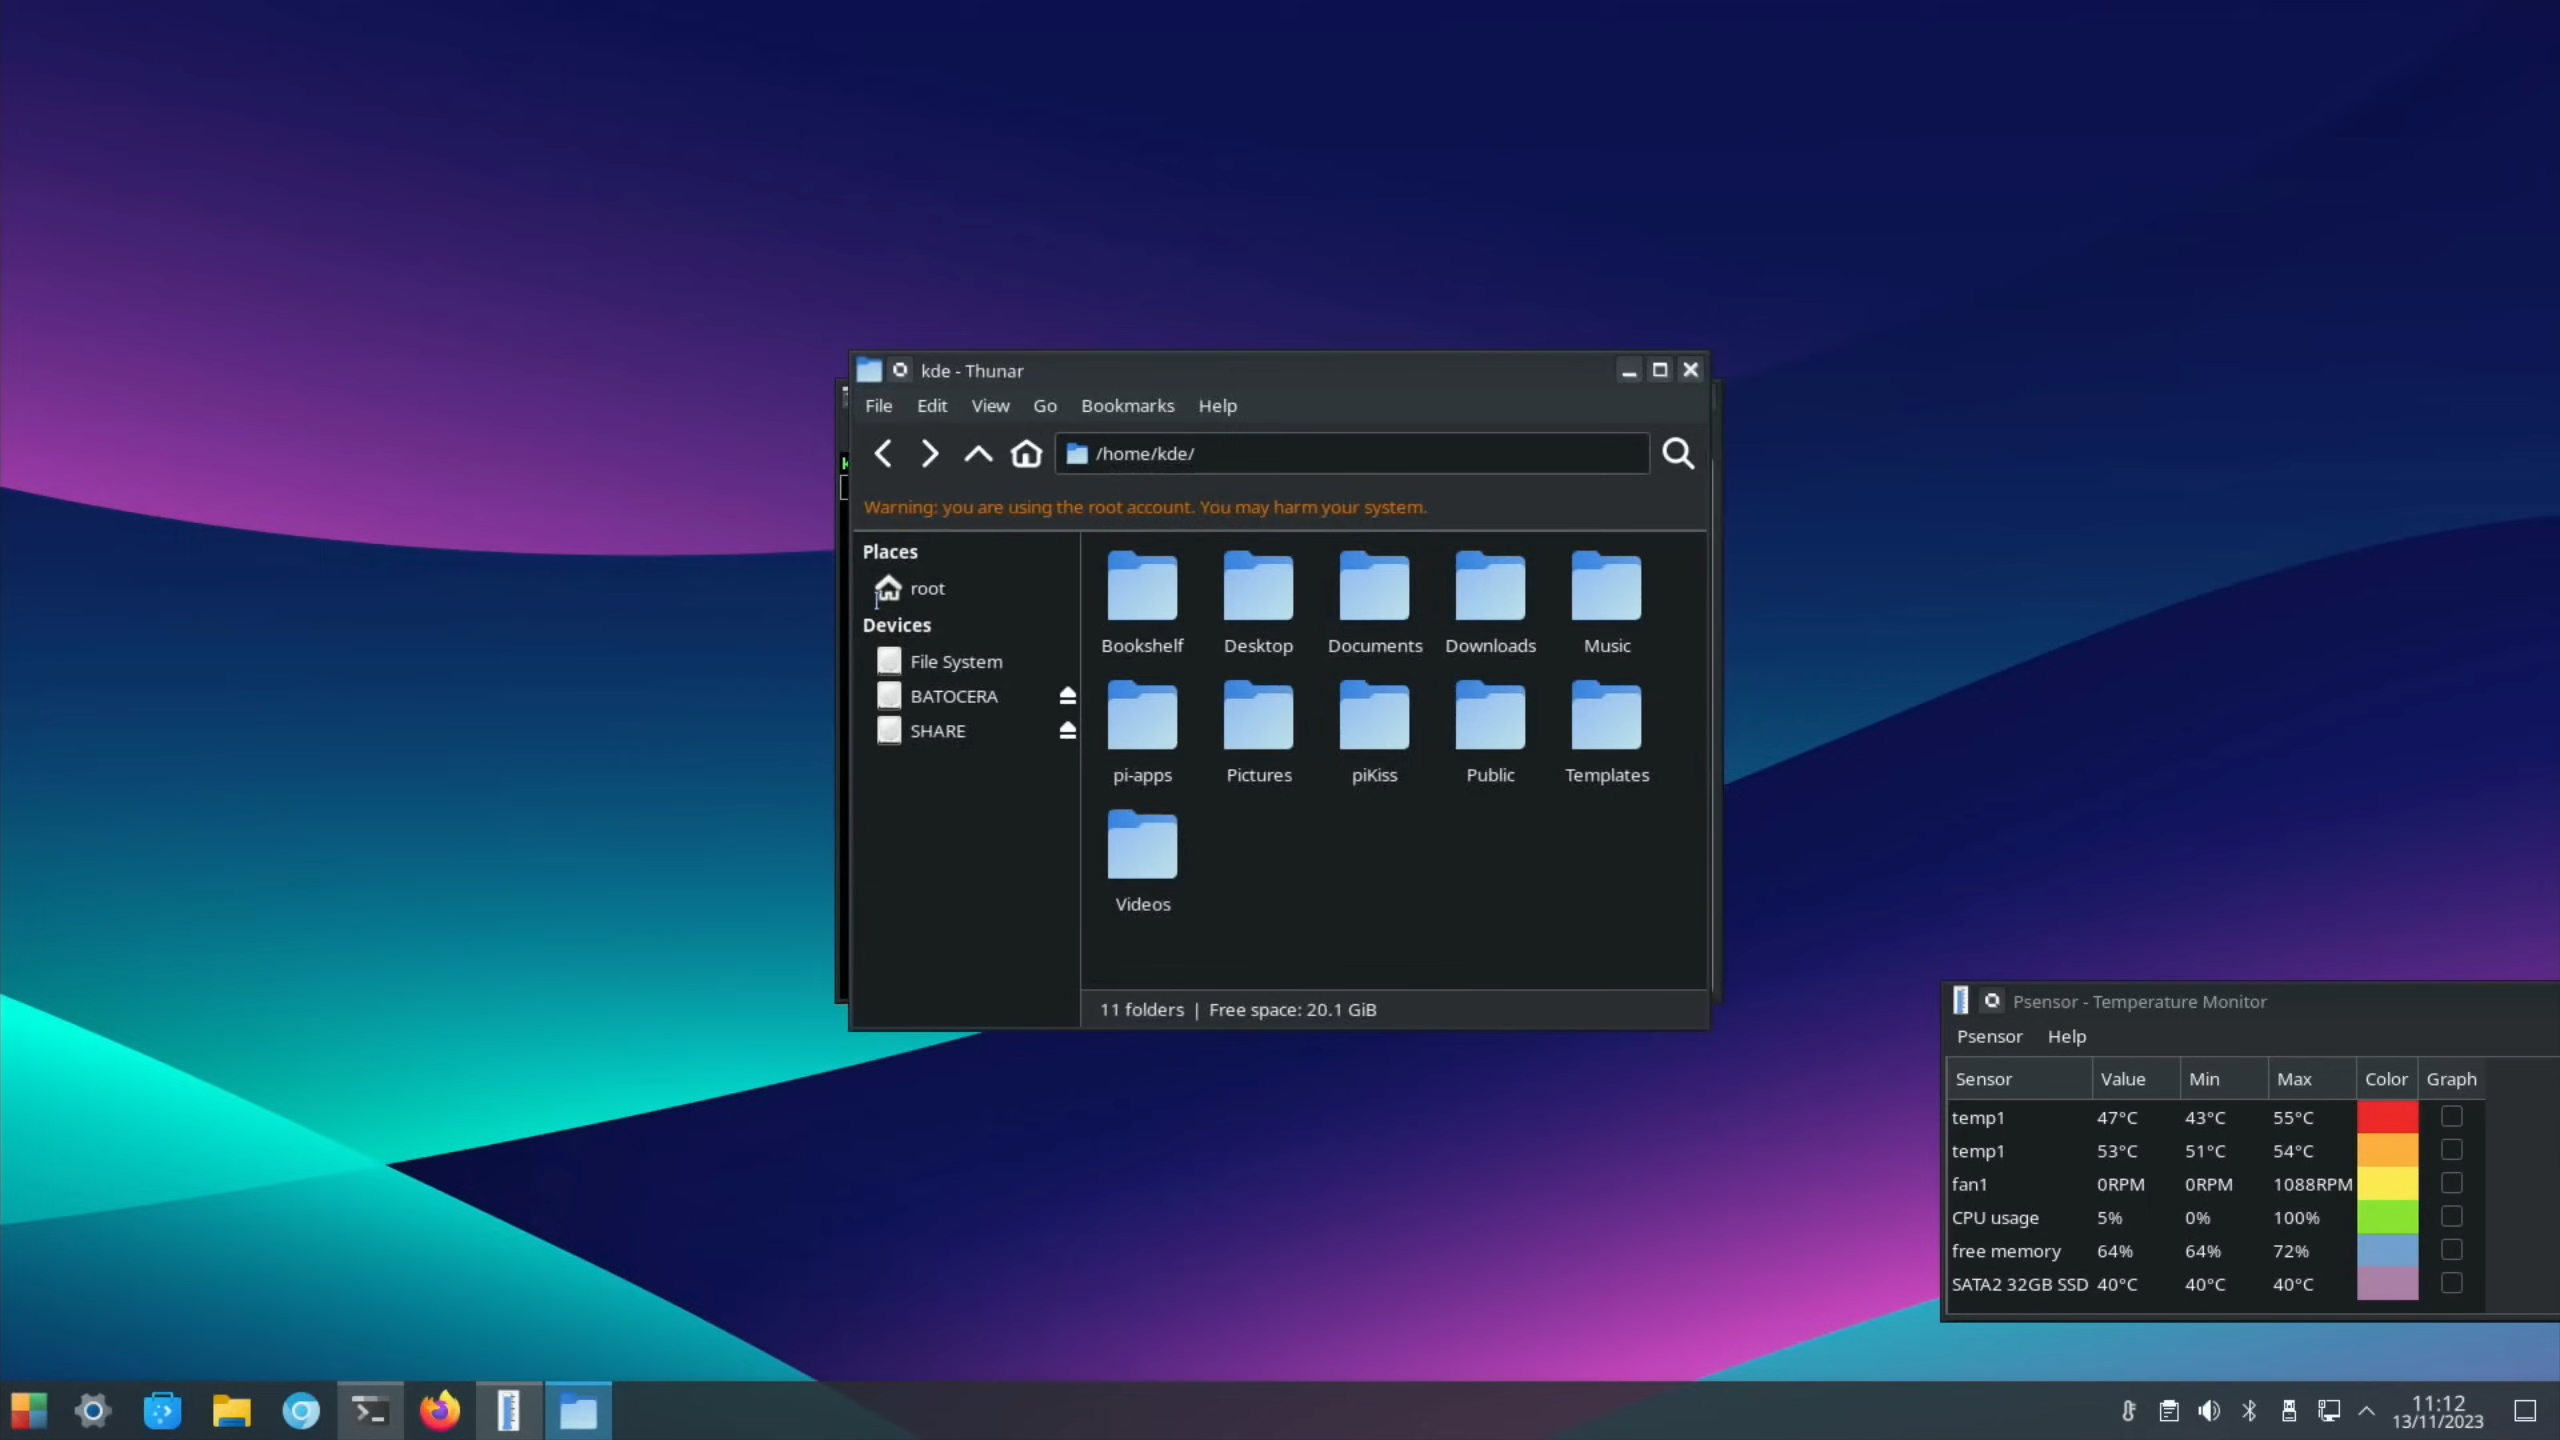 kde - Thunar
File Edit View Go Bookmarks Help
/home/kde/
Warning: you are using the root account. You may harm your system.
Places
root
Devices
File System
BATOCERA
SHARE
Bookshelf Desktop Documents Downloads Music
pi-apps Pictures piKiss Public Templates
Videos
11 folders | Free space: 20.1 GiB
Psensor - Temperature Monitor
Psensor Help
Sensor Value Min Max Color Graph
temp1 47°C 43°C 55°C
temp1 53°C 51°C 54°C
fan1 0RPM 0RPM 1088RPM
CPU usage 5% 0% 100%
free memory 64% 64% 72%
SATA2 32GB SSD 40°C 40°C 40°C
11:12
13/11/2023